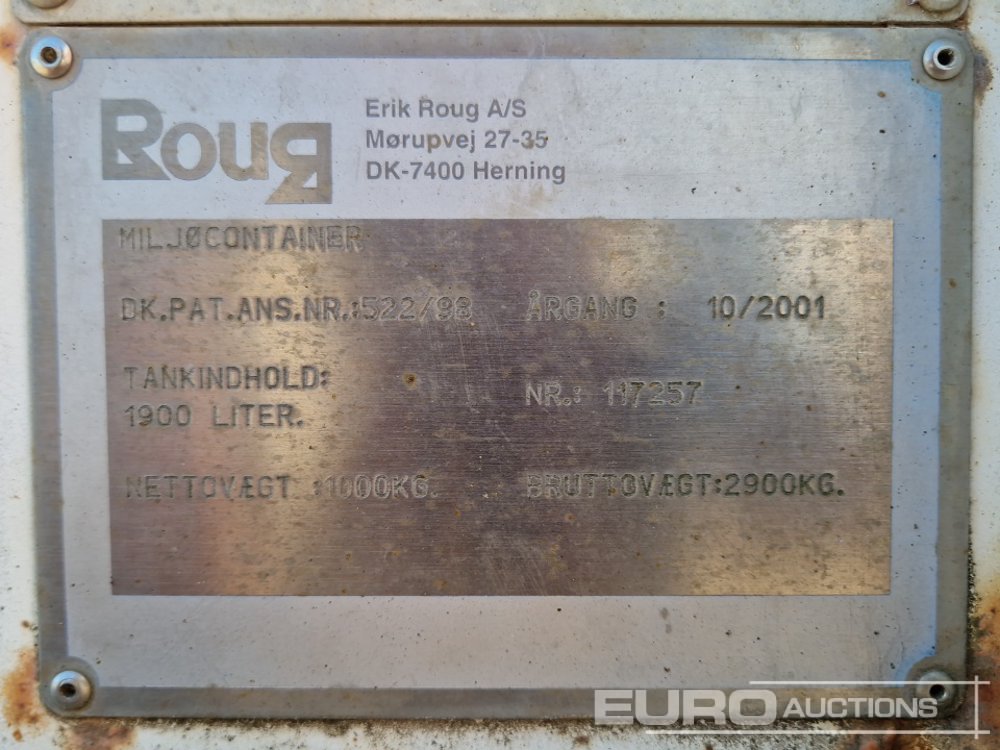 Roug
Erik Roug A/S
Mørupvej 27-35
DK-7400 Herning
MILJØCONTAINER
DK.PAT.ANS.NR.:522/98 ÅRGANG : 10/2001
TANKINDHOLD:
1900 LITER.
NR.: 117257
NETTOVÆGT :1000KG. BRUTTOVÆGT:2900KG.
EURO AUCTIONS